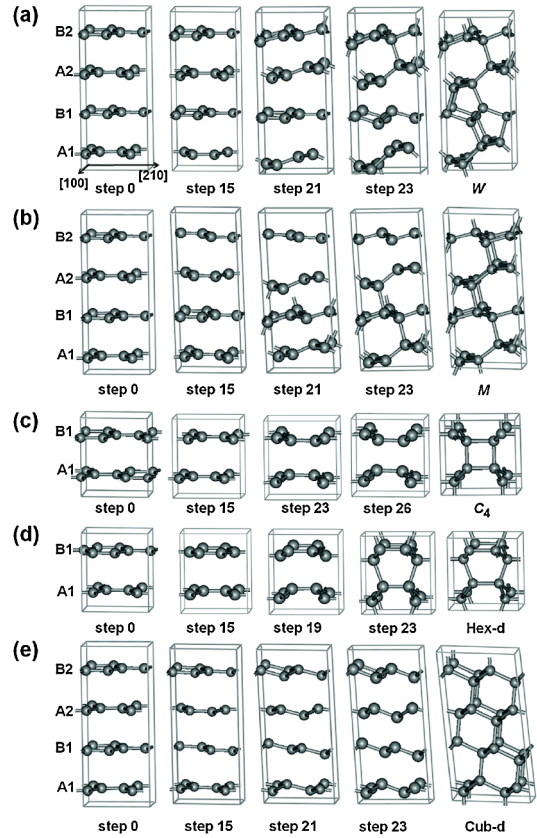 (a)
B2
A2
B1
A1
[100] [210]
step 0 step 15 step 21 step 23 W
(b)
B2
A2
B1
A1
step 0 step 15 step 21 step 23 M
(c)
B1
A1
step 0 step 15 step 23 step 26 C4
(d)
B1
A1
step 0 step 15 step 19 step 23 Hex-d
(e)
B2
A2
B1
A1
step 0 step 15 step 21 step 23 Cub-d